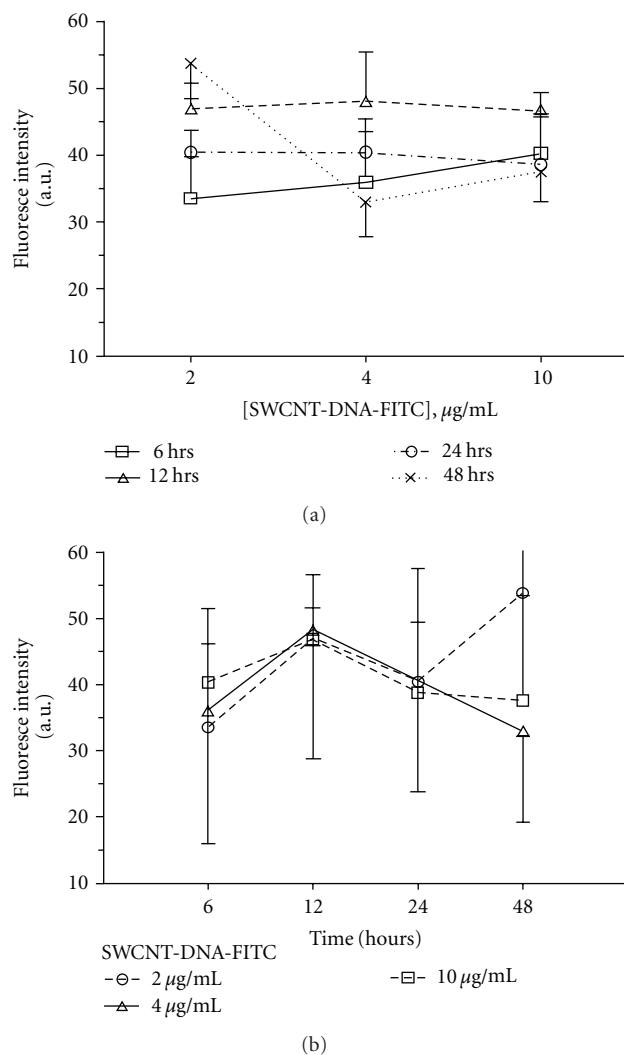 60
50
40
30
20
10
Fluoresce intensity
(a.u.)
2 4 10
[SWCNT-DNA-FITC], μg/mL
6 hrs 24 hrs
12 hrs 48 hrs
(a)
60
50
40
30
20
10
Fluoresce intensity
(a.u.)
6 12 24 48
Time (hours)
SWCNT-DNA-FITC
2 μg/mL 10 μg/mL
4 μg/mL
(b)